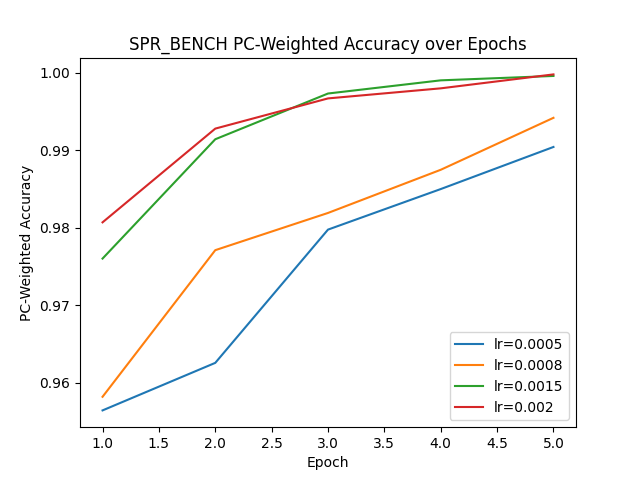 SPR_BENCH PC-Weighted Accuracy over Epochs
PC-Weighted Accuracy
1.00
0.99
0.98
0.97
0.96
lr=0.0005
lr=0.0008
lr=0.0015
lr=0.002
1.0 1.5 2.0 2.5 3.0 3.5 4.0 4.5 5.0
Epoch